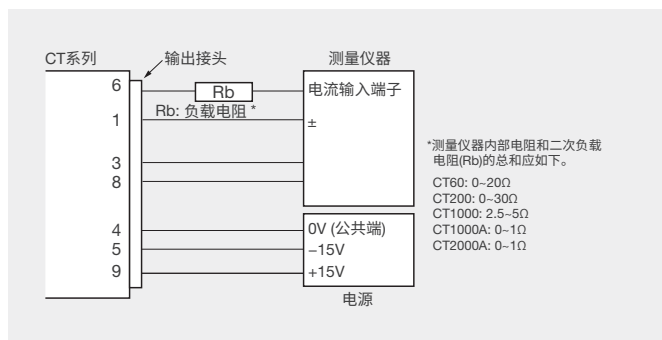 CT系列
输出接头
测量仪器
6
Rb
电流输入端子
Rb: 负载电阻 *
1
±
3
8
4
0V (公共端)
5
−15V
9
+15V
电源
*测量仪器内部电阻和二次负载
电阻(Rb)的总和应如下。
CT60: 0~20Ω
CT200: 0~30Ω
CT1000: 2.5~5Ω
CT1000A: 0~1Ω
CT2000A: 0~1Ω